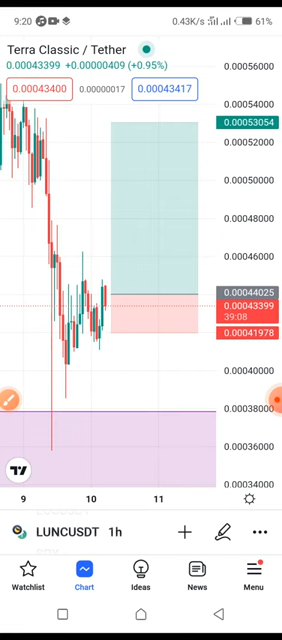 9:20
0.43K/s
61%
Terra Classic / Tether
0.00043399 +0.00000409 (+0.95%)
0.00043400 0.00000017 0.00043417
0.00056000
0.00054000
0.00053054
0.00052000
0.00050000
0.00048000
0.00046000
0.00044025
0.00043399
39:08
0.00041978
0.00040000
0.00038000
0.00036000
0.00034000
9 10 11
LUNCUSDT 1h
Watchlist Chart Ideas News Menu